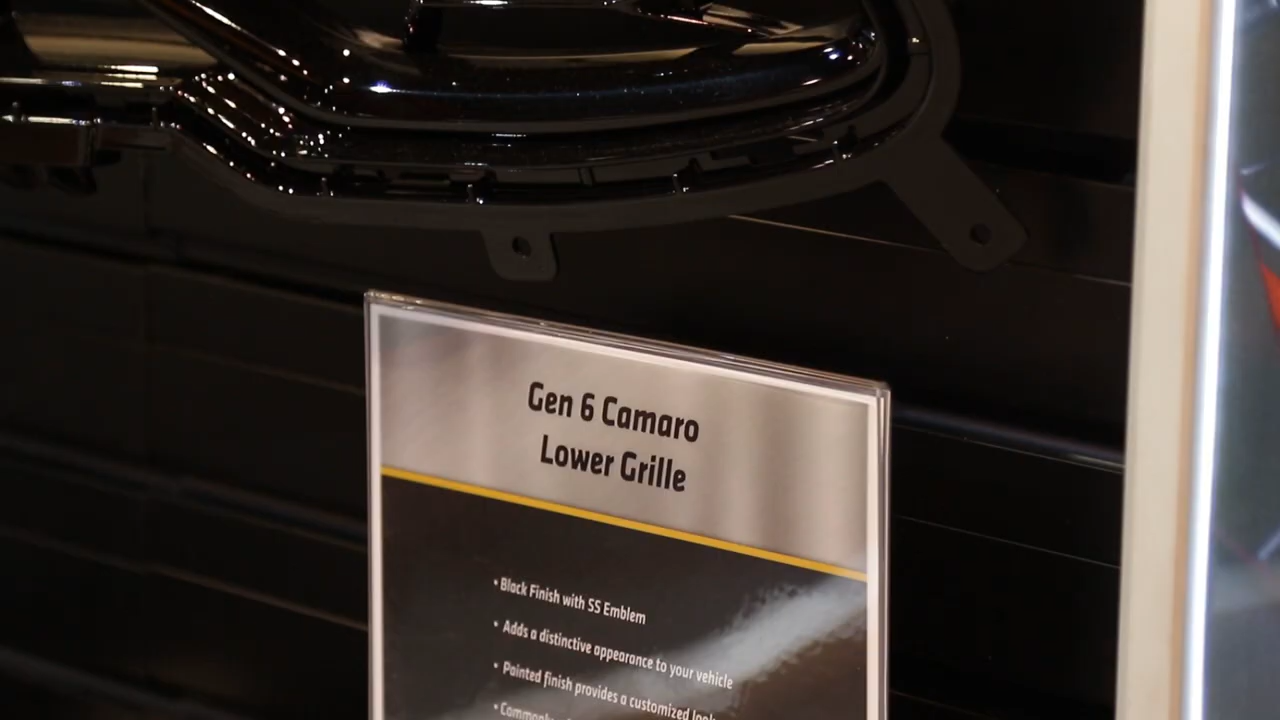 Gen 6 Camaro
Lower Grille
• Black Finish with SS Emblem
• Adds a distinctive appearance to your vehicle
• Painted finish provides a customized look